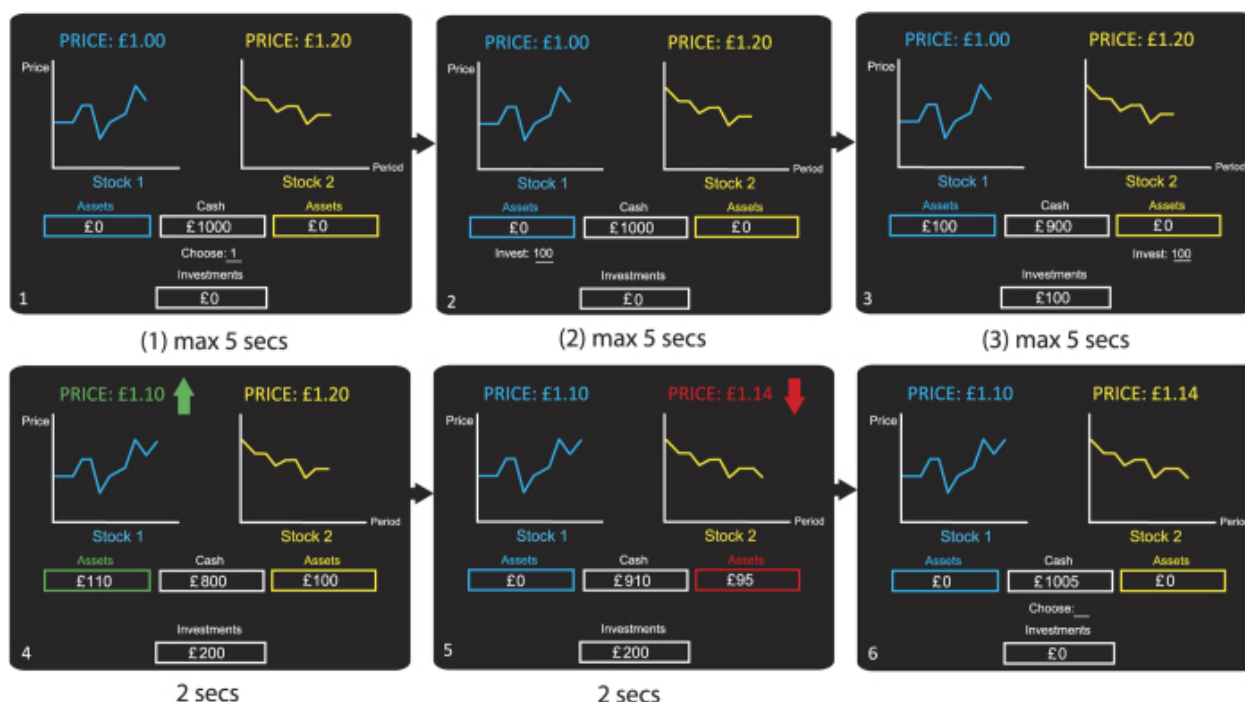 PRICE: £1.00 PRICE: £1.20
Price
Period
Stock 1 Stock 2
Assets Cash Assets
£0 £1000 £0
Choose: 1
Investments
£0
1
(1) max 5 secs
PRICE: £1.00 PRICE: £1.20
Price
Period
Stock 1 Stock 2
Assets Cash Assets
£0 £1000 £0
Invest: 100
Investments
£0
2
(2) max 5 secs
PRICE: £1.00 PRICE: £1.20
Price
Period
Stock 1 Stock 2
Assets Cash Assets
£100 £900 £0
Invest: 100
Investments
£100
3
(3) max 5 secs
PRICE: £1.10 PRICE: £1.20
Price
Period
Stock 1 Stock 2
Assets Cash Assets
£110 £800 £100
Investments
£200
4
2 secs
PRICE: £1.10 PRICE: £1.14
Price
Period
Stock 1 Stock 2
Assets Cash Assets
£0 £910 £95
Investments
£200
5
2 secs
PRICE: £1.10 PRICE: £1.14
Price
Period
Stock 1 Stock 2
Assets Cash Assets
£0 £1005 £0
Choose:__
Investments
£0
6